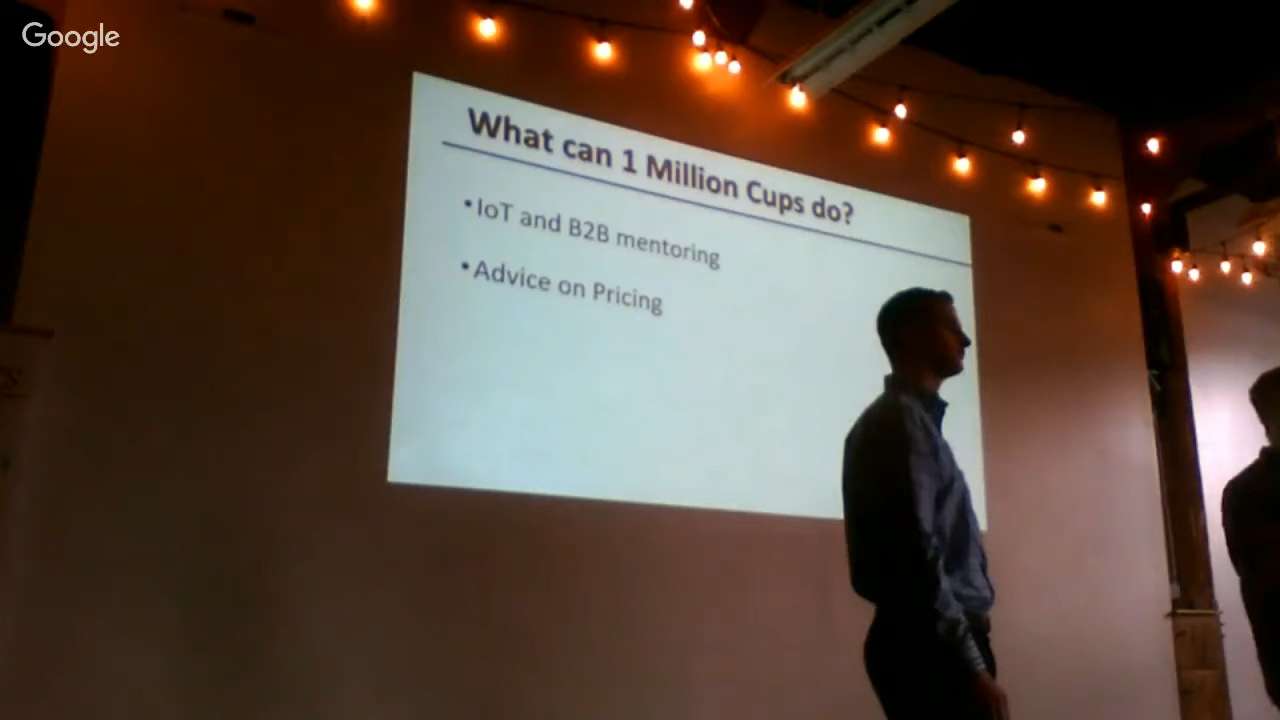 Google
What can 1 Million Cups do?
•IoT and B2B mentoring
•Advice on Pricing